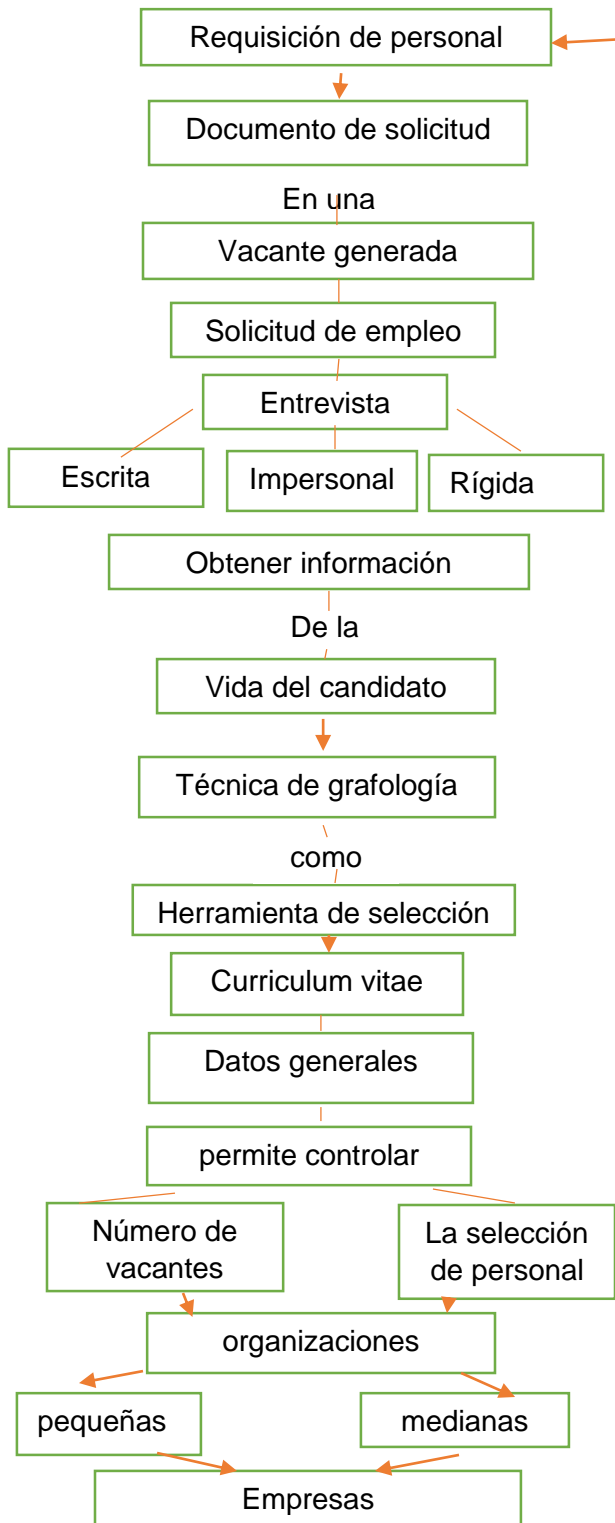 Requisición de personal
Documento de solicitud
En una
Vacante generada
Solicitud de empleo
Entrevista
Escrita
Impersonal
Rígida
Obtener información
De la
Vida del candidato
Técnica de grafología
como
Herramienta de selección
Curriculum vitae
Datos generales
permite controlar
Número de
vacantes
La selección
de personal
organizaciones
pequeñas
medianas
Empresas